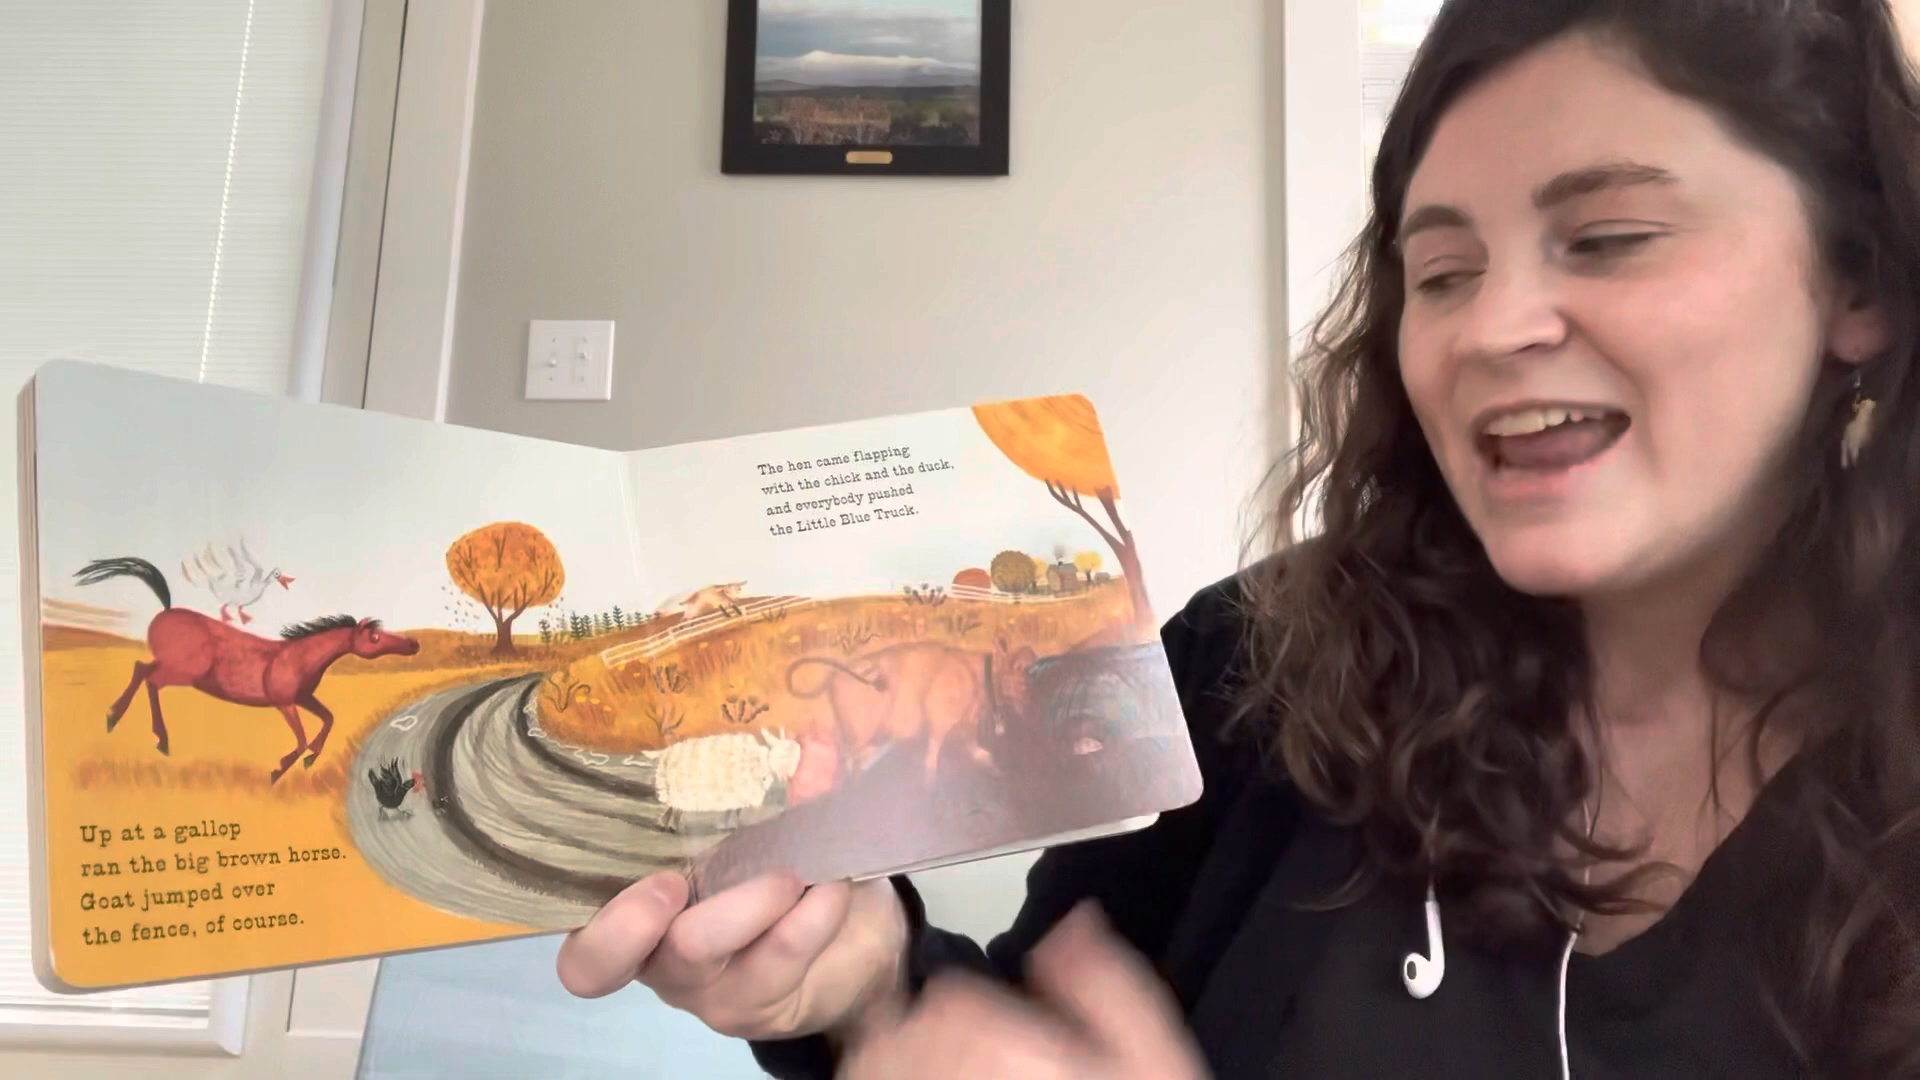 Up at a gallop
ran the big brown horse.
Goat jumped over
the fence, of course.
The hen came flapping
with the chick and the duck,
and everybody pushed
the Little Blue Truck.